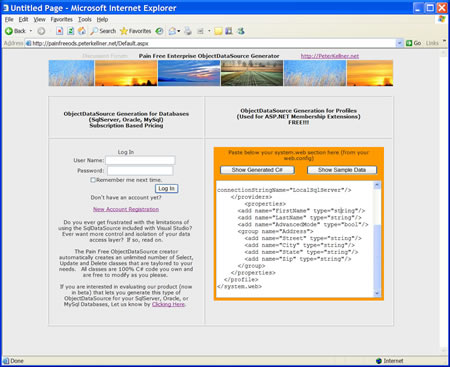 Untitled Page - Microsoft Internet Explorer
File Edit View Favorites Tools Help
Back Search Favorites
Address http://painfreeods.peterkellner.net/Default.aspx Go Links
Discussion Forum Pain Free Enterprise ObjectDataSource Generator http://PeterKellner.net
ObjectDataSource Generation for Databases
(SqlServer, Oracle, MySql)
Subscription Based Pricing
Log In
User Name:
Password:
Remember me next time.
Log In
Don't have an account yet?
New Account Registration
Do you ever get frustrated with the limitations of
using the SqlDataSource included with Visual Studio?
Ever want more control and isolation of your data
access layer? If so, read on.
The Pain Free ObjectDataSource creator
automatically creates an unlimited number of Select,
Update and Delete classes that are taylored to your
needs. All classes are 100% C# code you own and
are free to modify as you please.
If you are interested in evaluating our product (now
in beta) that lets you generate this type of
ObjectDataSource for your SqlServer, Oracle, or
MySql Databases, Let us know by Clicking Here.
ObjectDataSource Generation for Profiles
(Used for ASP.NET Membership Extensions)
FREE!!!
Paste below your system.web section here (from your
web.config)
Show Generated C# Show Sample Data
connectionStringName="LocalSqlServer"/>
</providers>
<properties>
<add name="FirstName" type="string"/>
<add name="LastName" type="string"/>
<add name="AdvancedMode" type="bool"/>
<group name="Address">
<add name="Street" type="string"/>
<add name="City" type="string"/>
<add name="State" type="string"/>
<add name="Zip" type="string"/>
</group>
</properties>
</profile>
</system.web>
Done Internet